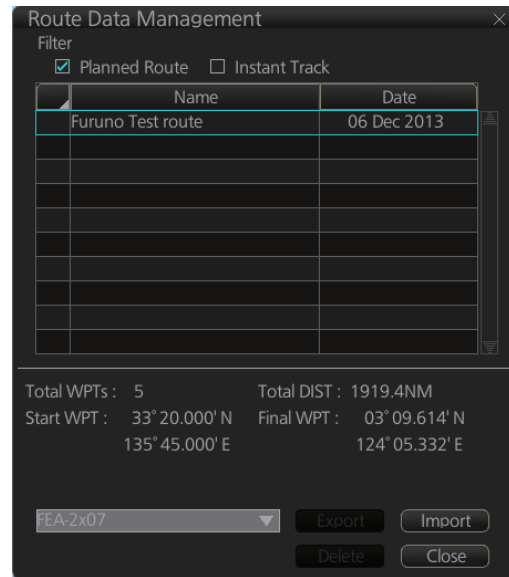 Route Data Management
Filter
Planned Route Instant Track
Name Date
Furuno Test route 06 Dec 2013
Total WPTs : 5 Total DIST : 1919.4NM
Start WPT : 33°20.000' N Final WPT : 03°09.614' N
135°45.000' E 124°05.332' E
FEA-2x07 Export Import
Delete Close